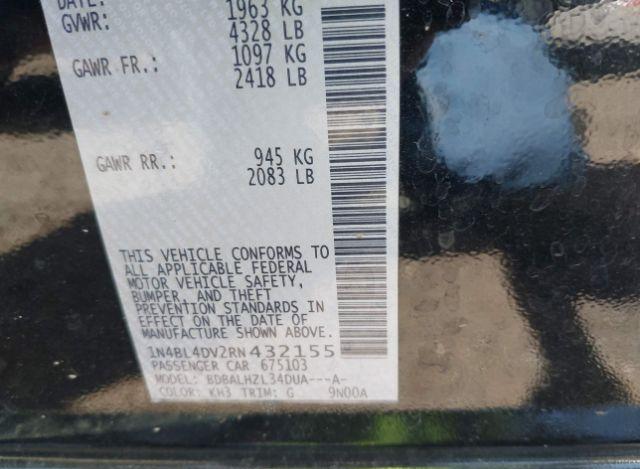 DATE:
GVWR: 1963 KG
4328 LB
GAWR FR.: 1097 KG
2418 LB
GAWR RR.: 945 KG
2083 LB
THIS VEHICLE CONFORMS TO
ALL APPLICABLE FEDERAL
MOTOR VEHICLE SAFETY,
BUMPER, AND THEFT
PREVENTION STANDARDS IN
EFFECT ON THE DATE OF
MANUFACTURE SHOWN ABOVE.
1N4BL4DV2RN432155
PASSENGER CAR 675103
MODEL: BDBALHZL34DUA---A-
COLOR: KH3 TRIM: G 9N00A